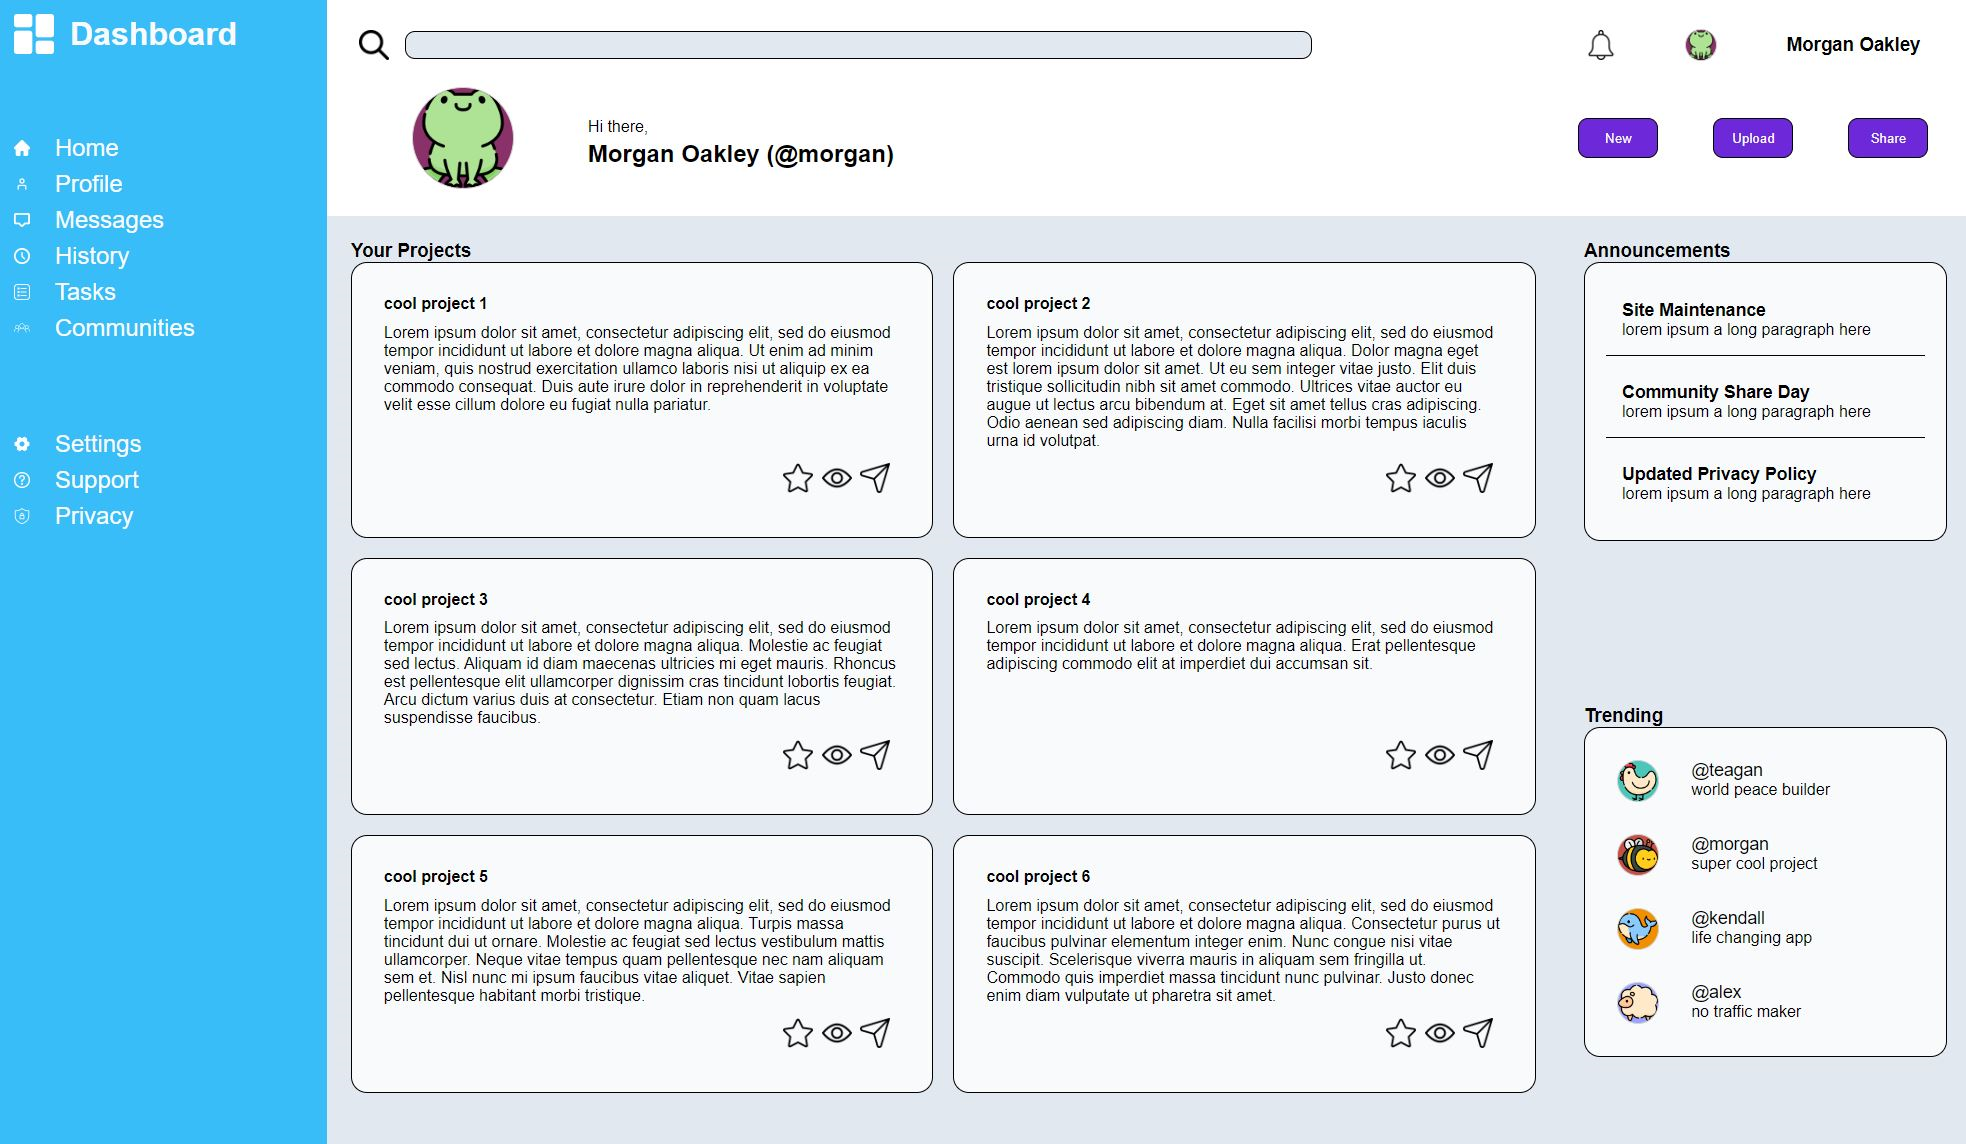 Dashboard
Home
Profile
Messages
History
Tasks
Communities
Settings
Support
Privacy
Morgan Oakley
Hi there,
Morgan Oakley (@morgan)
New
Upload
Share
Your Projects
cool project 1
Lorem ipsum dolor sit amet, consectetur adipiscing elit, sed do eiusmod
tempor incididunt ut labore et dolore magna aliqua. Ut enim ad minim
veniam, quis nostrud exercitation ullamco laboris nisi ut aliquip ex ea
commodo consequat. Duis aute irure dolor in reprehenderit in voluptate
velit esse cillum dolore eu fugiat nulla pariatur.
cool project 2
Lorem ipsum dolor sit amet, consectetur adipiscing elit, sed do eiusmod
tempor incididunt ut labore et dolore magna aliqua. Dolor magna eget
est lorem ipsum dolor sit amet. Ut eu sem integer vitae justo. Elit duis
tristique sollicitudin nibh sit amet commodo. Ultrices vitae auctor eu
augue ut lectus arcu bibendum at. Eget sit amet tellus cras adipiscing.
Odio aenean sed adipiscing diam. Nulla facilisi morbi tempus iaculis
urna id volutpat.
cool project 3
Lorem ipsum dolor sit amet, consectetur adipiscing elit, sed do eiusmod
tempor incididunt ut labore et dolore magna aliqua. Molestie ac feugiat
sed lectus. Aliquam id diam maecenas ultricies mi eget mauris. Rhoncus
est pellentesque elit ullamcorper dignissim cras tincidunt lobortis feugiat.
Arcu dictum varius duis at consectetur. Etiam non quam lacus
suspendisse faucibus.
cool project 4
Lorem ipsum dolor sit amet, consectetur adipiscing elit, sed do eiusmod
tempor incididunt ut labore et dolore magna aliqua. Erat pellentesque
adipiscing commodo elit at imperdiet dui accumsan sit.
cool project 5
Lorem ipsum dolor sit amet, consectetur adipiscing elit, sed do eiusmod
tempor incididunt ut labore et dolore magna aliqua. Turpis massa
tincidunt dui ut ornare. Molestie ac feugiat sed lectus vestibulum mattis
ullamcorper. Neque vitae tempus quam pellentesque nec nam aliquam
sem et. Nisl nunc mi ipsum faucibus vitae aliquet. Vitae sapien
pellentesque habitant morbi tristique.
cool project 6
Lorem ipsum dolor sit amet, consectetur adipiscing elit, sed do eiusmod
tempor incididunt ut labore et dolore magna aliqua. Consectetur purus ut
faucibus pulvinar elementum integer enim. Nunc congue nisi vitae
suscipit. Scelerisque viverra mauris in aliquam sem fringilla ut.
Commodo quis imperdiet massa tincidunt nunc pulvinar. Justo donec
enim diam vulputate ut pharetra sit amet.
Announcements
Site Maintenance
lorem ipsum a long paragraph here
Community Share Day
lorem ipsum a long paragraph here
Updated Privacy Policy
lorem ipsum a long paragraph here
Trending
@teagan
world peace builder
@morgan
super cool project
@kendall
life changing app
@alex
no traffic maker